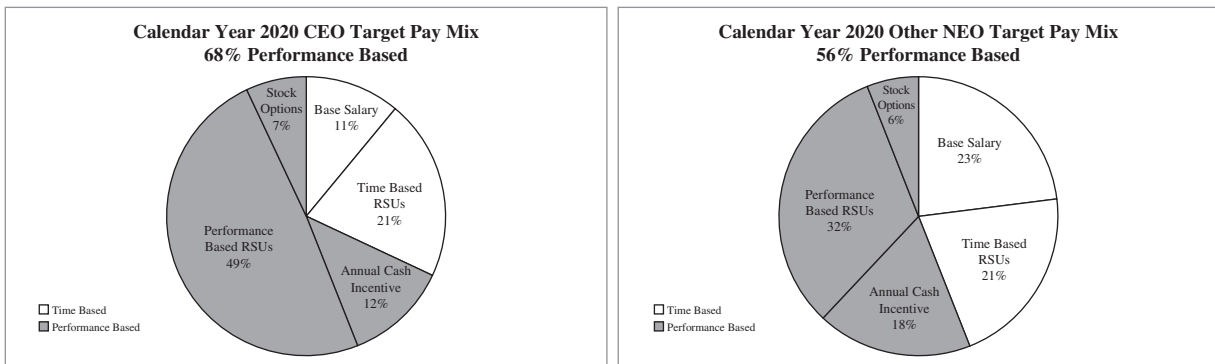 Calendar Year 2020 CEO Target Pay Mix
68% Performance Based
Stock
Options
7%
Base Salary
11%
Time Based
RSUs
21%
Performance
Based RSUs
49%
Annual Cash
Incentive
12%
Time Based
Performance Based
Calendar Year 2020 Other NEO Target Pay Mix
56% Performance Based
Stock
Options
6%
Base Salary
23%
Performance
Based RSUs
32%
Time Based
RSUs
21%
Annual Cash
Incentive
18%
Time Based
Performance Based